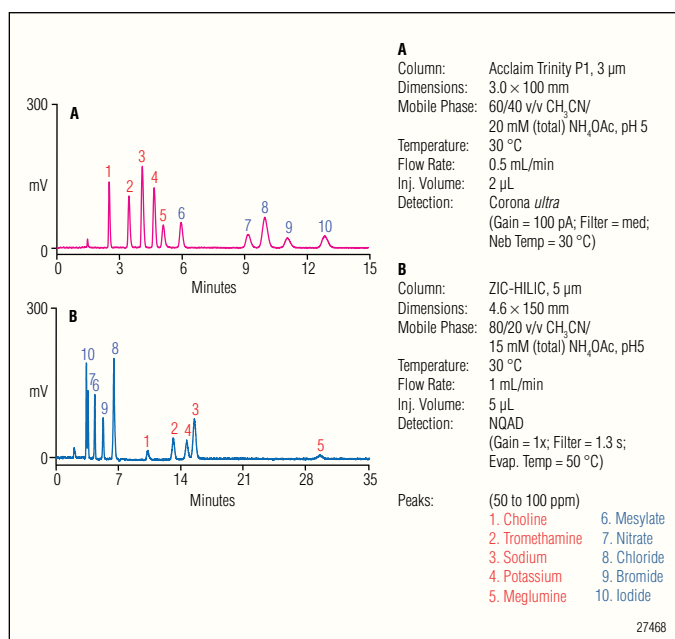 300
A
mV
0
1
2
3
4
5
6
7
8
9
10
0 3 6 9 12 15
Minutes
300
B
mV
0
10
7
6
9
8
1
2
4
3
5
0 7 14 21 28 35
Minutes
A
Column: Acclaim Trinity P1, 3 µm
Dimensions: 3.0 × 100 mm
Mobile Phase: 60/40 v/v CH₃CN/
20 mM (total) NH₄OAc, pH 5
Temperature: 30 °C
Flow Rate: 0.5 mL/min
Inj. Volume: 2 µL
Detection: Corona ultra
(Gain = 100 pA; Filter = med;
Neb Temp = 30 °C)
B
Column: ZIC-HILIC, 5 µm
Dimensions: 4.6 × 150 mm
Mobile Phase: 80/20 v/v CH₃CN/
15 mM (total) NH₄OAc, pH5
Temperature: 30 °C
Flow Rate: 1 mL/min
Inj. Volume: 5 µL
Detection: NQAD
(Gain = 1x; Filter = 1.3 s;
Evap. Temp = 50 °C)
Peaks: (50 to 100 ppm)
1. Choline 6. Mesylate
2. Tromethamine 7. Nitrate
3. Sodium 8. Chloride
4. Potassium 9. Bromide
5. Meglumine 10. Iodide
27468